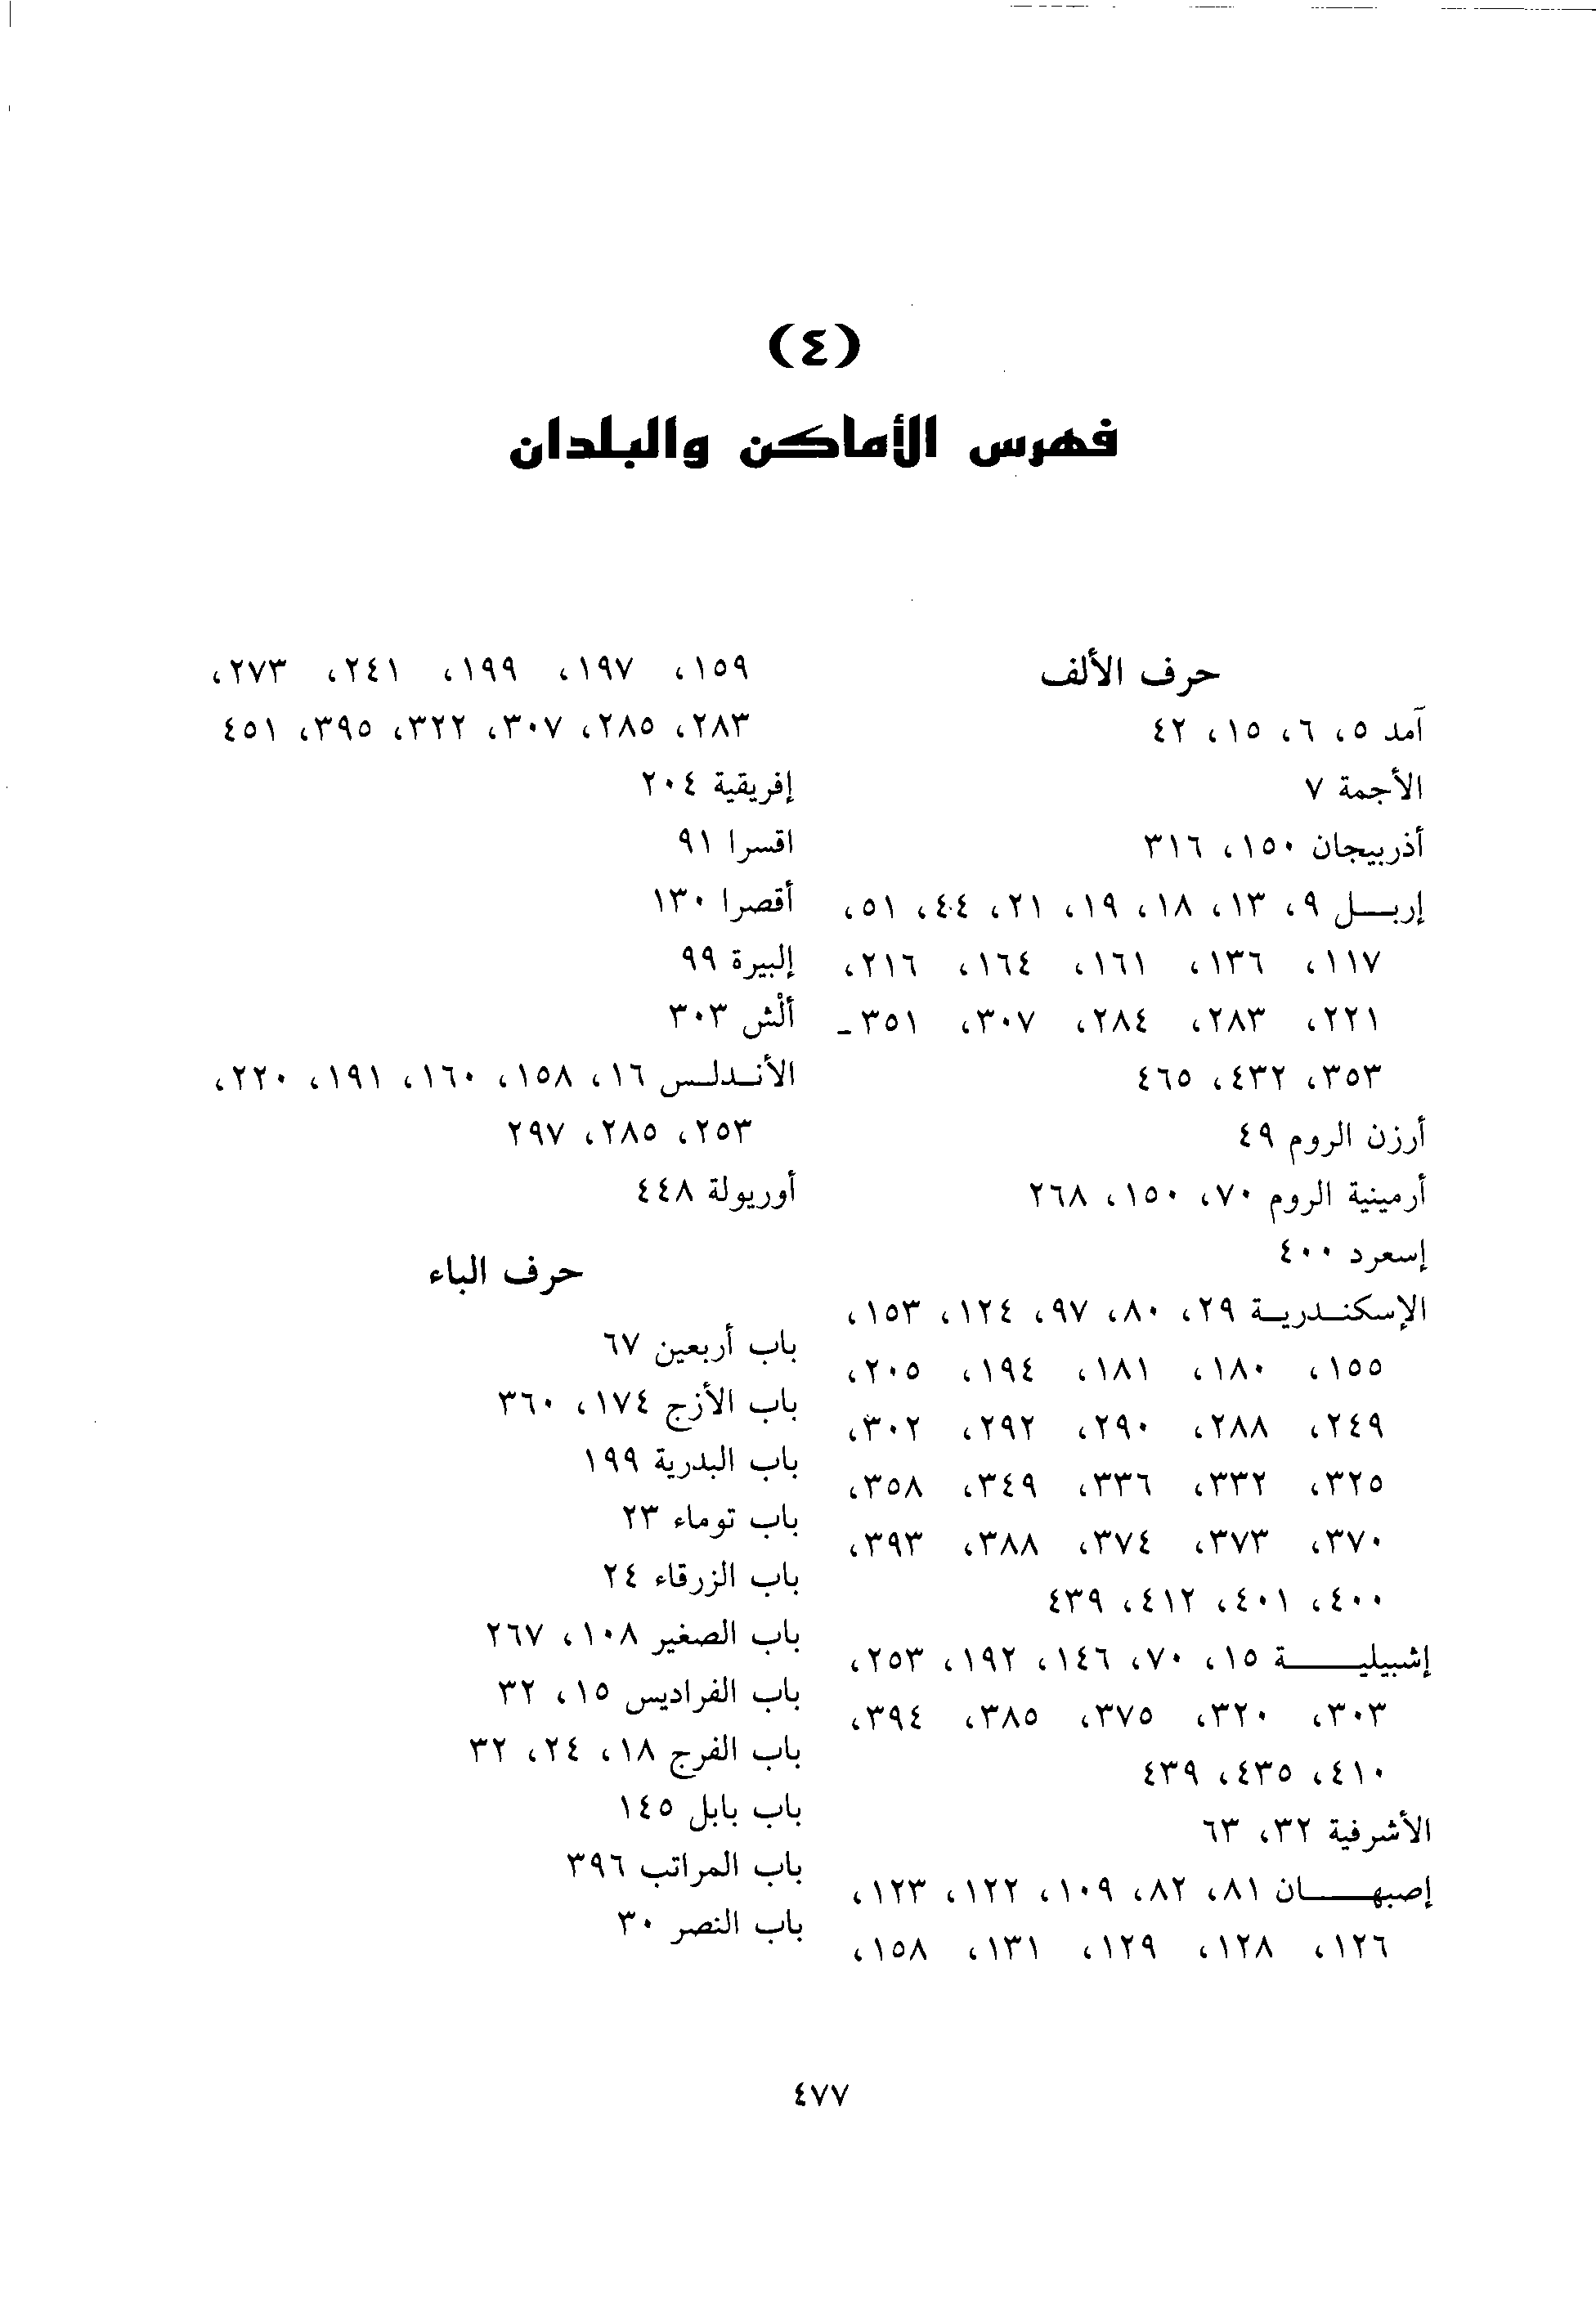 (٤)
فهرس الأماكن والبلدان
حرف الألف
آمد ٥، ٦، ١٥، ٤٢
الأجمة ٧
أذربيجان ١٥٠، ٣١٦
إربـــل ٩، ١٣، ١٨، ١٩، ٢١، ٤٤، ٥١،
١١٧، ١٣٦، ١٦١، ١٦٤، ٢١٦،
٢٢١، ٢٨٣، ٢٨٤، ٣٠٧، ٣٥١ -
٣٥٣، ٤٣٢، ٤٦٥
أرزن الروم ٤٩
أرمينية الروم ٧٠، ١٥٠، ٢٦٨
إسعرد ٤٠٠
الإسكنـدريـة ٢٩، ٨٠، ٩٧، ١٢٤، ١٥٣،
١٥٥، ١٨٠، ١٨١، ١٩٤، ٢٠٥،
٢٤٩، ٢٨٨، ٢٩٠، ٢٩٢، ٣٠٢،
٣٢٥، ٣٣٢، ٣٣٦، ٣٤٩، ٣٥٨،
٣٧٠، ٣٧٣، ٣٧٤، ٣٨٨، ٣٩٣،
٤٠٠، ٤٠١، ٤١٢، ٤٣٩
إشبيليــــــة ١٥، ٧٠، ١٤٦، ١٩٢، ٢٥٣،
٣٠٣، ٣٢٠، ٣٧٥، ٣٨٥، ٣٩٤،
٤١٠، ٤٣٥، ٤٣٩
الأشرفية ٣٢، ٦٣
إصبهــــان ٨١، ٨٢، ١٠٩، ١٢٢، ١٢٣،
١٢٦، ١٢٨، ١٢٩، ١٣١، ١٥٨،
١٥٩، ١٩٧، ١٩٩، ٢٤١، ٢٧٣،
٢٨٣، ٢٨٥، ٣٠٧، ٣٢٢، ٣٩٥، ٤٥١
إفريقية ٢٠٤
اقسرا ٩١
أقصرا ١٣٠
إلبيرة ٩٩
ألْش ٣٠٣
الأنـدلـس ١٦، ١٥٨، ١٦٠، ١٩١، ٢٢٠،
٢٥٣، ٢٨٥، ٢٩٧
أوريولة ٤٤٨
حرف الباء
باب أربعين ٦٧
باب الأزج ١٧٤، ٣٦٠
باب البدرية ١٩٩
باب توماء ٢٣
باب الزرقاء ٢٤
باب الصغير ١٠٨، ٢٦٧
باب الفراديس ١٥، ٣٢
باب الفرج ١٨، ٢٤، ٣٢
باب بابل ١٤٥
باب المراتب ٣٩٦
باب النصر ٣٠
٤٧٧